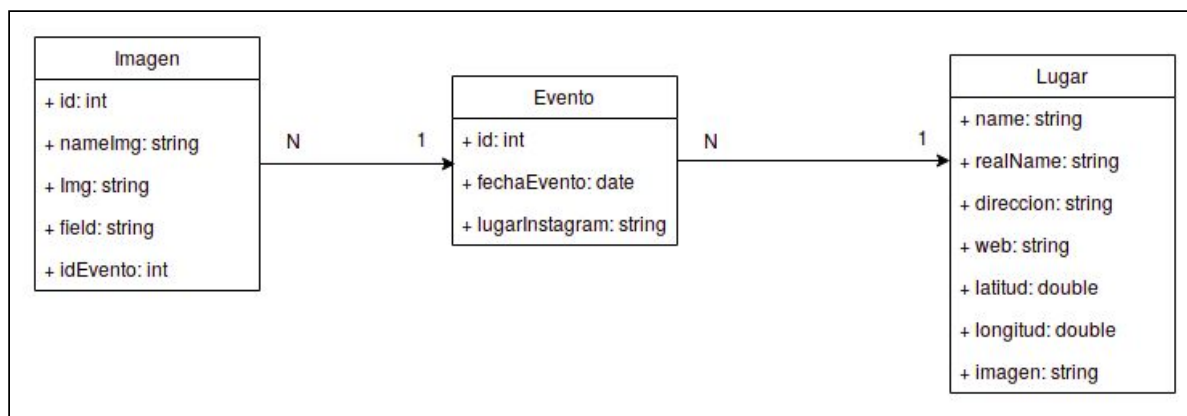 Imagen
+ id: int
+ nameImg: string
+ Img: string
+ field: string
+ idEvento: int
N
1
Evento
+ id: int
+ fechaEvento: date
+ lugarInstagram: string
N
1
Lugar
+ name: string
+ realName: string
+ direccion: string
+ web: string
+ latitud: double
+ longitud: double
+ imagen: string